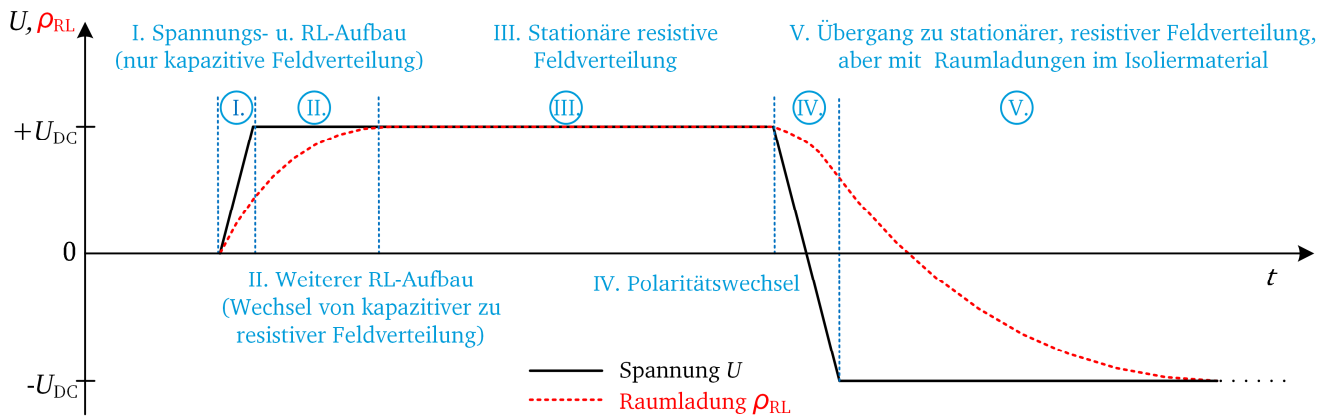 U, ρRL
I. Spannungs- u. RL-Aufbau
(nur kapazitive Feldverteilung)
III. Stationäre resistive
Feldverteilung
V. Übergang zu stationärer, resistiver Feldverteilung,
aber mit Raumladungen im Isoliermaterial
I.
II.
III.
IV.
V.
+UDC
0
t
II. Weiterer RL-Aufbau
(Wechsel von kapazitiver zu
resistiver Feldverteilung)
IV. Polaritätswechsel
-UDC
Spannung U
Raumladung ρRL